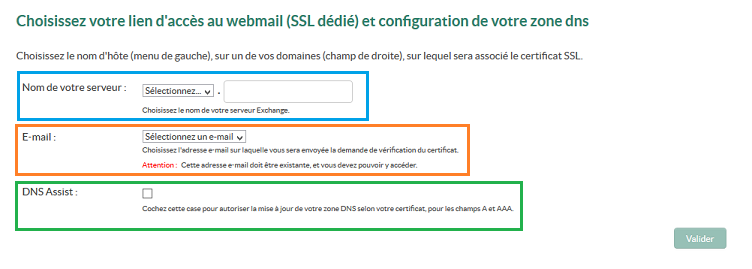 Choisissez votre lien d'accès au webmail (SSL dédié) et configuration de votre zone dns
Choisissez le nom d'hôte (menu de gauche), sur un de vos domaines (champ de droite), sur lequel sera associé le certificat SSL.
Nom de votre serveur : Sélectionnez... .
Choisissez le nom de votre serveur Exchange.
E-mail : Sélectionnez un e-mail
Choisissez l'adresse e-mail sur laquelle vous sera envoyée la demande de vérification du certificat.
Attention : Cette adresse e-mail doit être existante, et vous devez pouvoir y accéder.
DNS Assist :
Cochez cette case pour autoriser la mise à jour de votre zone DNS selon votre certificat, pour les champs A et AAA.
Valider